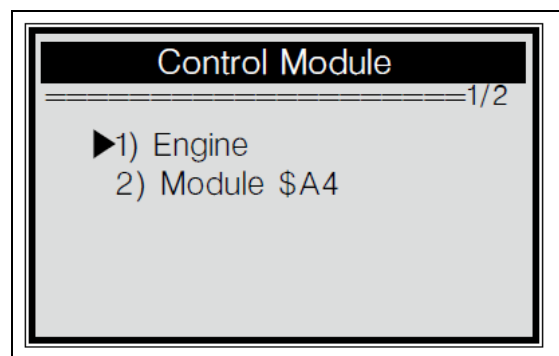 Control Module
====================1/2
▶1) Engine
2) Module $A4